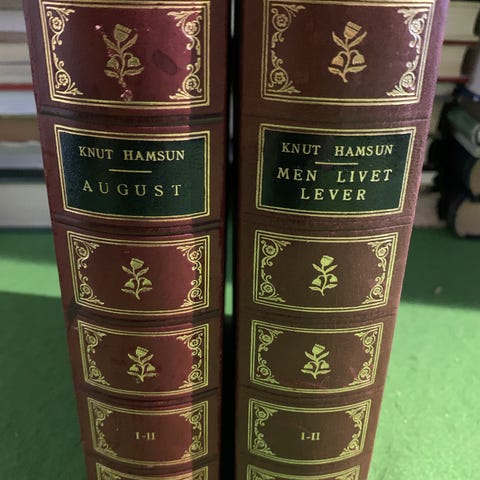 KNUT HAMSUN
AUGUST
I-II
KNUT HAMSUN
MEN LIVET
LEVER
I-II